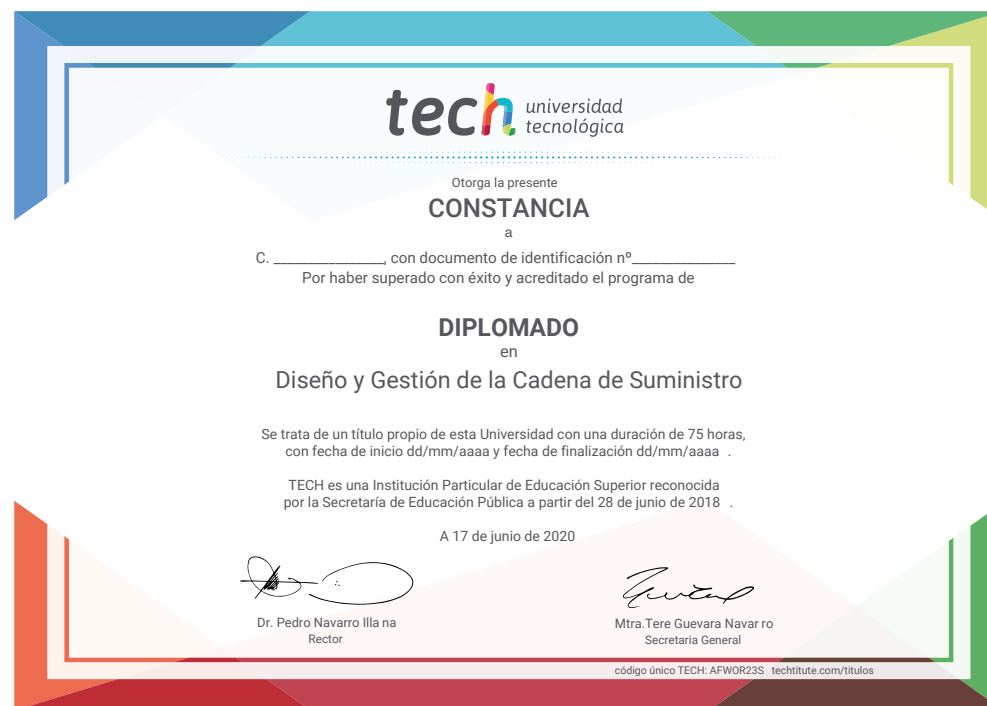 tech universidad
tecnológica
Otorga la presente
CONSTANCIA
a
C. ________________, con documento de identificación nº_______________
Por haber superado con éxito y acreditado el programa de
DIPLOMADO
en
Diseño y Gestión de la Cadena de Suministro
Se trata de un título propio de esta Universidad con una duración de 75 horas,
con fecha de inicio dd/mm/aaaa y fecha de finalización dd/mm/aaaa .
TECH es una Institución Particular de Educación Superior reconocida
por la Secretaría de Educación Pública a partir del 28 de junio de 2018 .
A 17 de junio de 2020
Dr. Pedro Navarro Illa na
Rector
Mtra.Tere Guevara Navar ro
Secretaria General
código único TECH: AFWOR23S techtitute.com/titulos